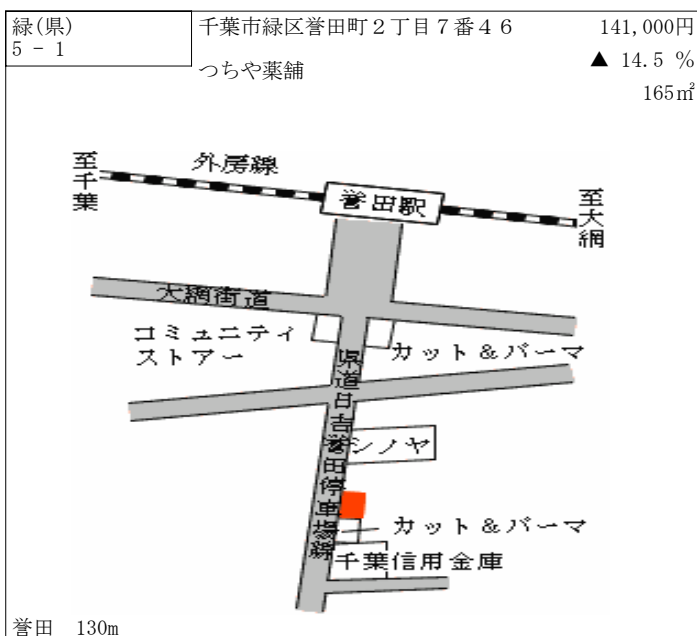 緑(県)
5 - 1
千葉市緑区誉田町２丁目７番４６
つちや薬舗
141,000円
▲ 14.5 %
165㎡
至千葉
外房線
誉田駅
至大網
大網街道
コミュニティ
ストアー
カット＆パーマ
県道日吉誉田停車場線
シノヤ
カット＆パーマ
千葉信用金庫
誉田 130m